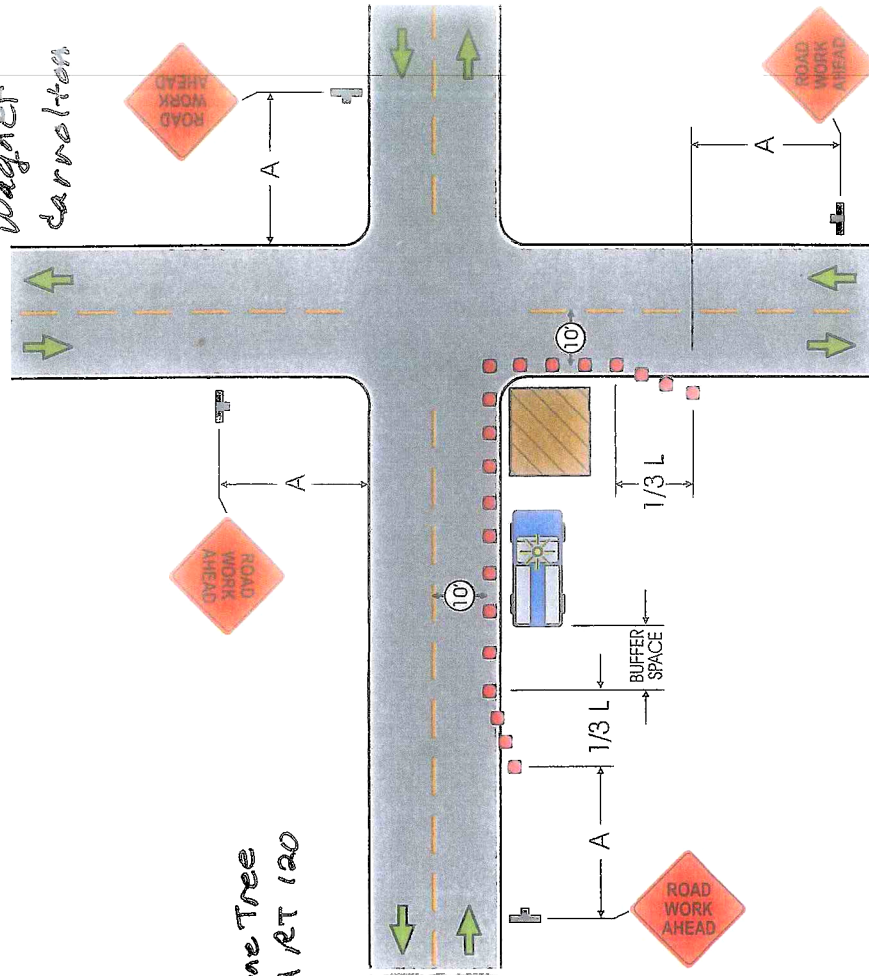 Wagner
Carrolton
ROAD
WORK
AHEAD
A
ROAD
WORK
AHEAD
A
A
ROAD
WORK
AHEAD
10'
10'
1/3 L
BUFFER
SPACE
1/3 L
A
Tree
RT 120
ROAD
WORK
AHEAD